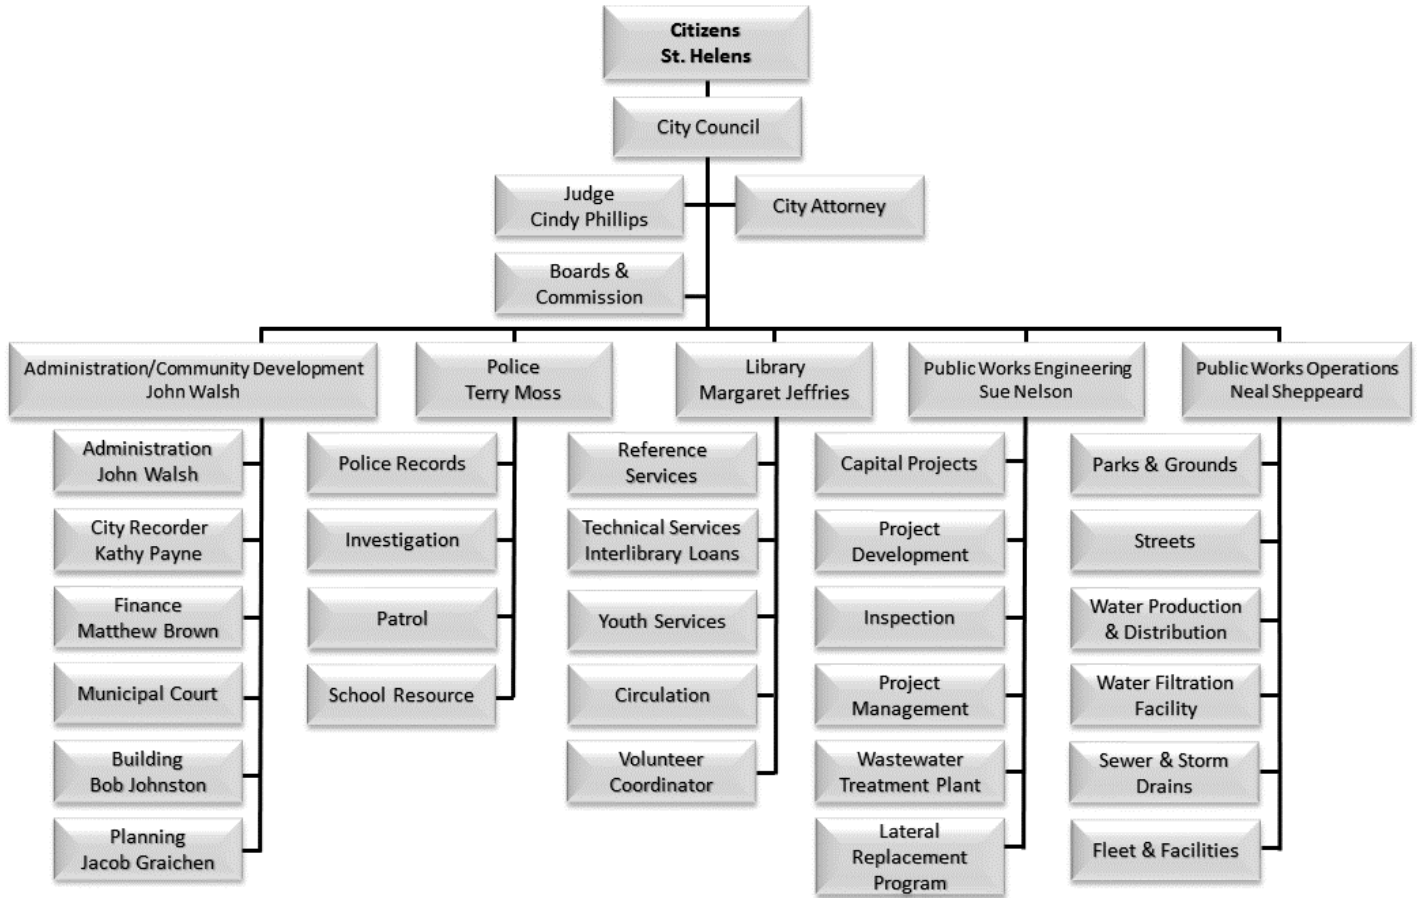 Citizens
St. Helens
City Council
Judge
Cindy Phillips
City Attorney
Boards &
Commission
Administration/Community Development
John Walsh
Police
Terry Moss
Library
Margaret Jeffries
Public Works Engineering
Sue Nelson
Public Works Operations
Neal Sheppeard
Administration
John Walsh
City Recorder
Kathy Payne
Finance
Matthew Brown
Municipal Court
Building
Bob Johnston
Planning
Jacob Graichen
Police Records
Investigation
Patrol
School Resource
Reference
Services
Technical Services
Interlibrary Loans
Youth Services
Circulation
Volunteer
Coordinator
Capital Projects
Project
Development
Inspection
Project
Management
Wastewater
Treatment Plant
Lateral
Replacement
Program
Parks & Grounds
Streets
Water Production
& Distribution
Water Filtration
Facility
Sewer & Storm
Drains
Fleet & Facilities